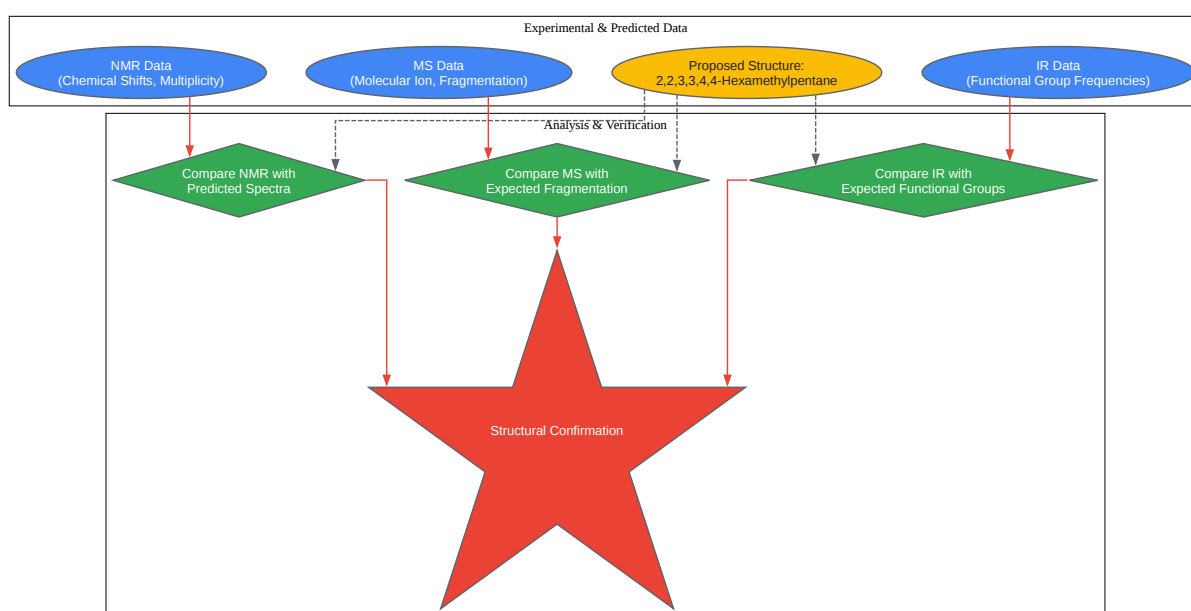 Experimental & Predicted Data
NMR Data
(Chemical Shifts, Multiplicity)
MS Data
(Molecular Ion, Fragmentation)
Proposed Structure:
2,2,3,3,4,4-Hexamethylpentane
IR Data
(Functional Group Frequencies)
Analysis & Verification
Compare NMR with
Predicted Spectra
Compare MS with
Expected Fragmentation
Compare IR with
Expected Functional Groups
Structural Confirmation